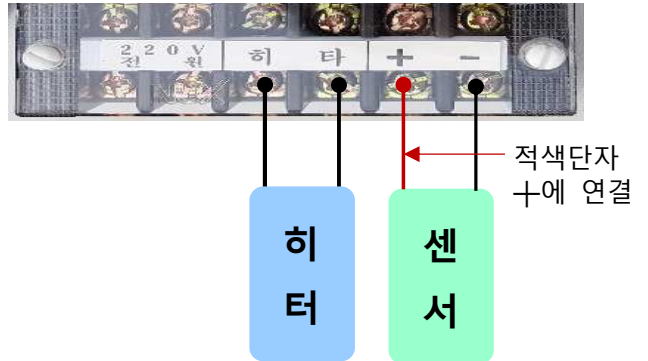 220V 히 타 + -
전 원
적색단자
+에 연결
히 센
터 서